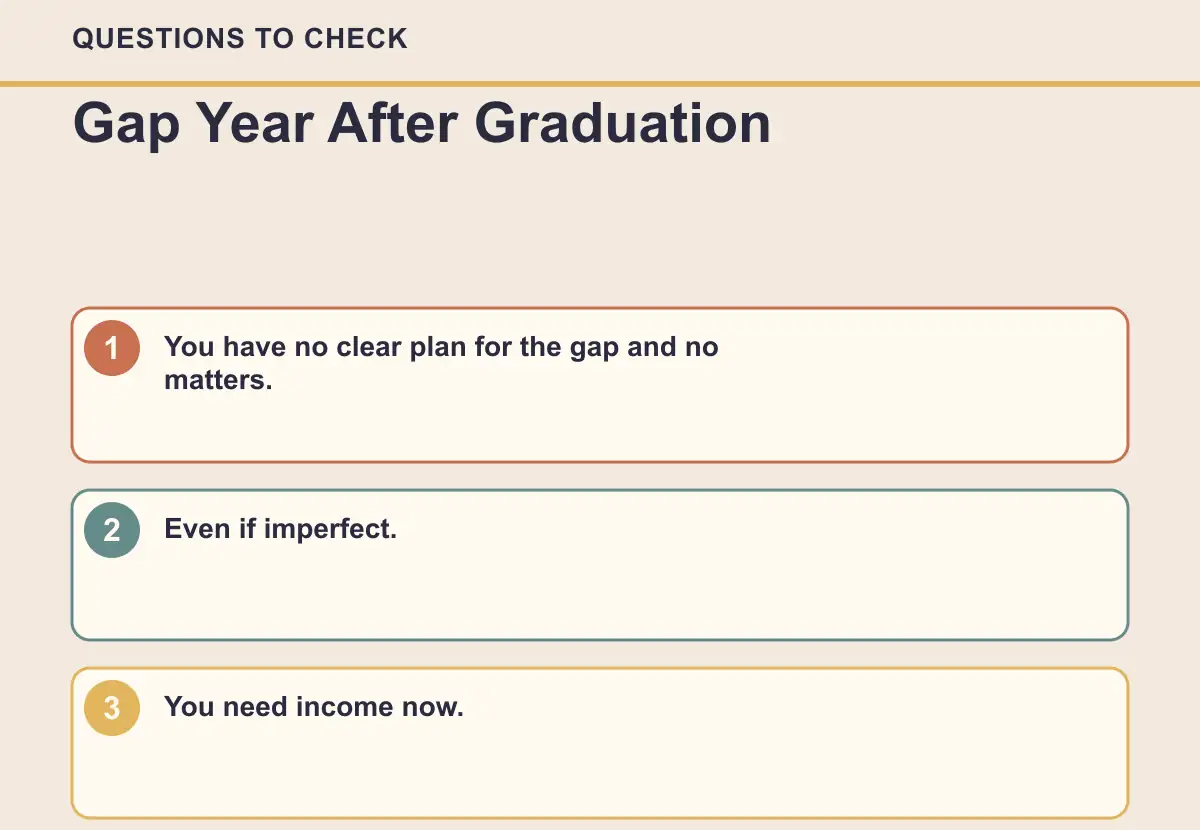 QUESTIONS TO CHECK
Gap Year After Graduation
1
You have no clear plan for the gap and no
matters.
2
Even if imperfect.
3
You need income now.